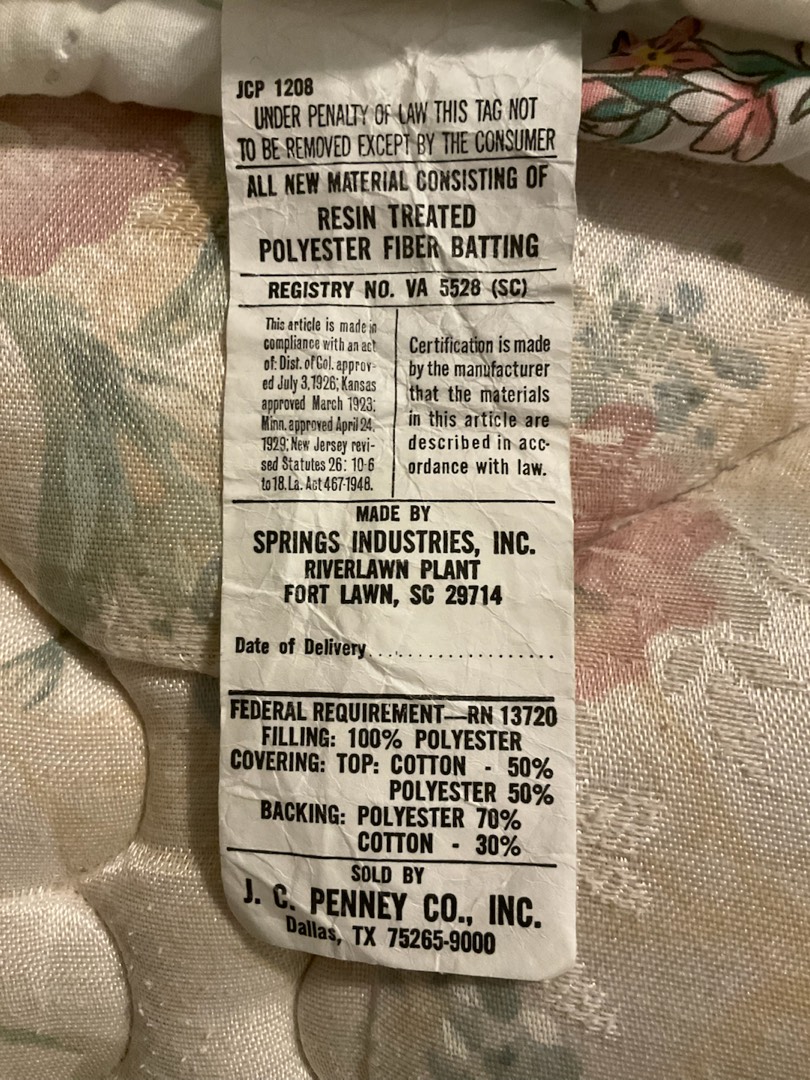 JCP 1208
UNDER PENALTY OF LAW THIS TAG NOT
TO BE REMOVED EXCEPT BY THE CONSUMER
ALL NEW MATERIAL CONSISTING OF
RESIN TREATED
POLYESTER FIBER BATTING
REGISTRY NO. VA 5528 (SC)
This article is made in
compliance with an act
of: Dist. of Col. approv-
ed July 3, 1926; Kansas
approved March 1923;
Minn. approved April 24,
1929; New Jersey revi-
sed Statutes 26: 10-6
to 18. La. Act 467-1948.
Certification is made
by the manufacturer
that the materials
in this article are
described in acc-
ordance with law.
MADE BY
SPRINGS INDUSTRIES, INC.
RIVERLAWN PLANT
FORT LAWN, SC 29714
Date of Delivery....................
FEDERAL REQUIREMENT—RN 13720
FILLING: 100% POLYESTER
COVERING: TOP: COTTON - 50%
POLYESTER 50%
BACKING: POLYESTER 70%
COTTON - 30%
SOLD BY
J. C. PENNEY CO., INC.
Dallas, TX 75265-9000